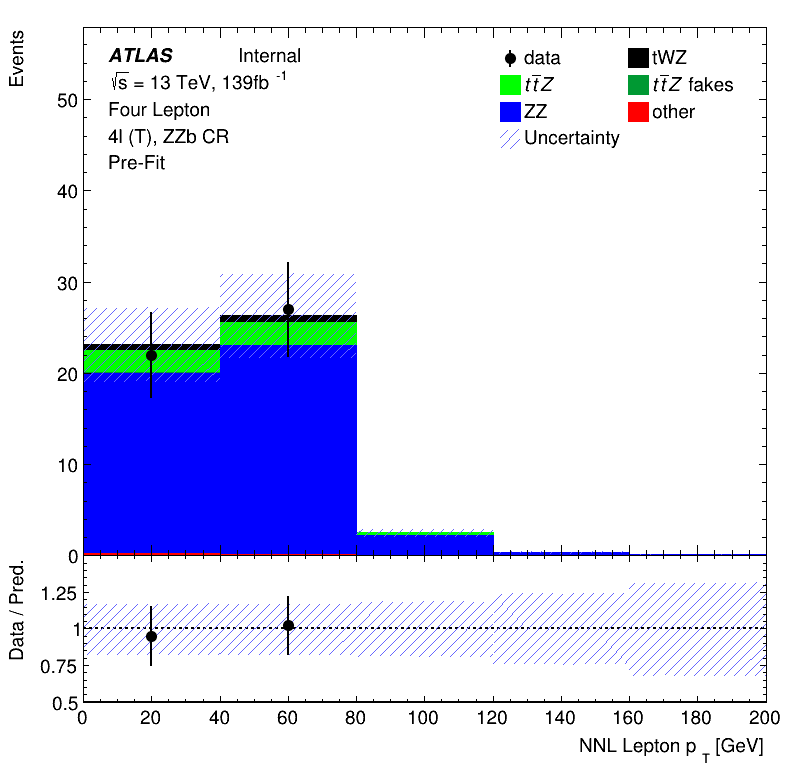 Events
ATLAS Internal
√s = 13 TeV, 139fb -1
Four Lepton
4l (T), ZZb CR
Pre-Fit
data
tt̄Z
ZZ
Uncertainty
tWZ
tt̄Z fakes
other
50
40
30
20
10
0
Data / Pred.
1.25
1
0.75
0.5
0 20 40 60 80 100 120 140 160 180 200
NNL Lepton p T [GeV]